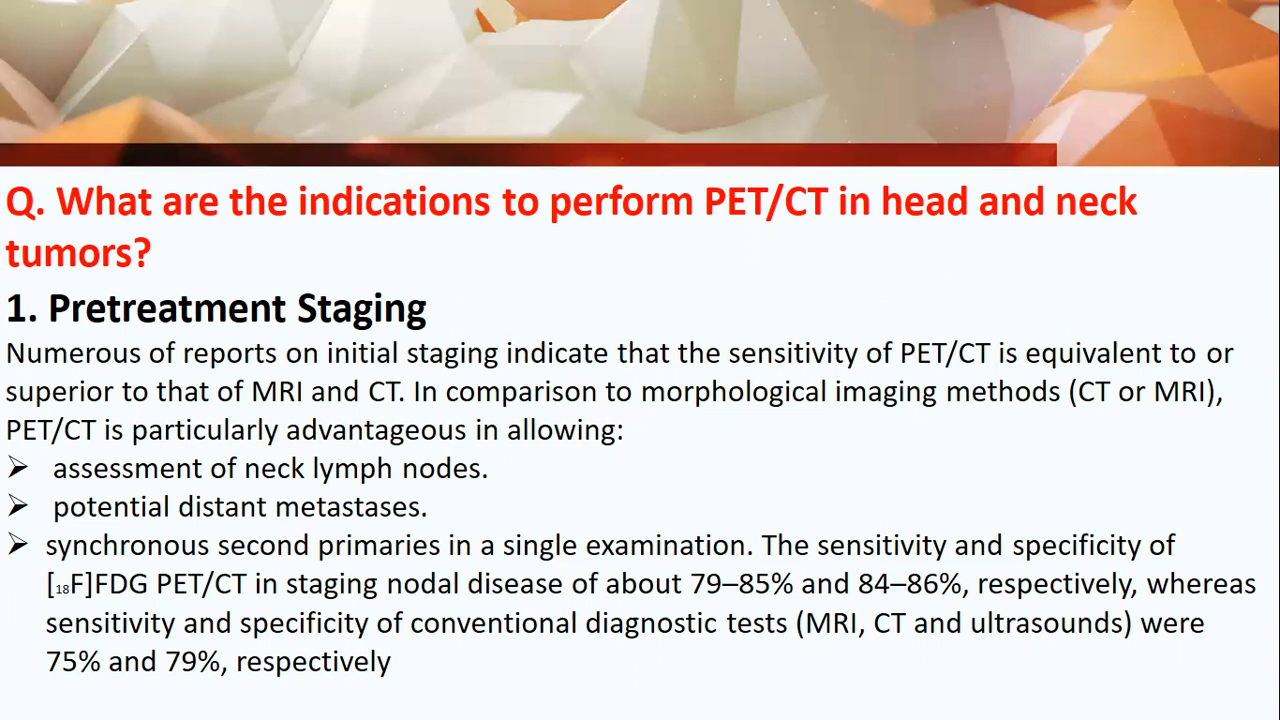 Q. What are the indications to perform PET/CT in head and neck
tumors?
1. Pretreatment Staging
Numerous of reports on initial staging indicate that the sensitivity of PET/CT is equivalent to or
superior to that of MRI and CT. In comparison to morphological imaging methods (CT or MRI),
PET/CT is particularly advantageous in allowing:
➢ assessment of neck lymph nodes.
➢ potential distant metastases.
➢ synchronous second primaries in a single examination. The sensitivity and specificity of
[₁₈F]FDG PET/CT in staging nodal disease of about 79–85% and 84–86%, respectively, whereas
sensitivity and specificity of conventional diagnostic tests (MRI, CT and ultrasounds) were
75% and 79%, respectively